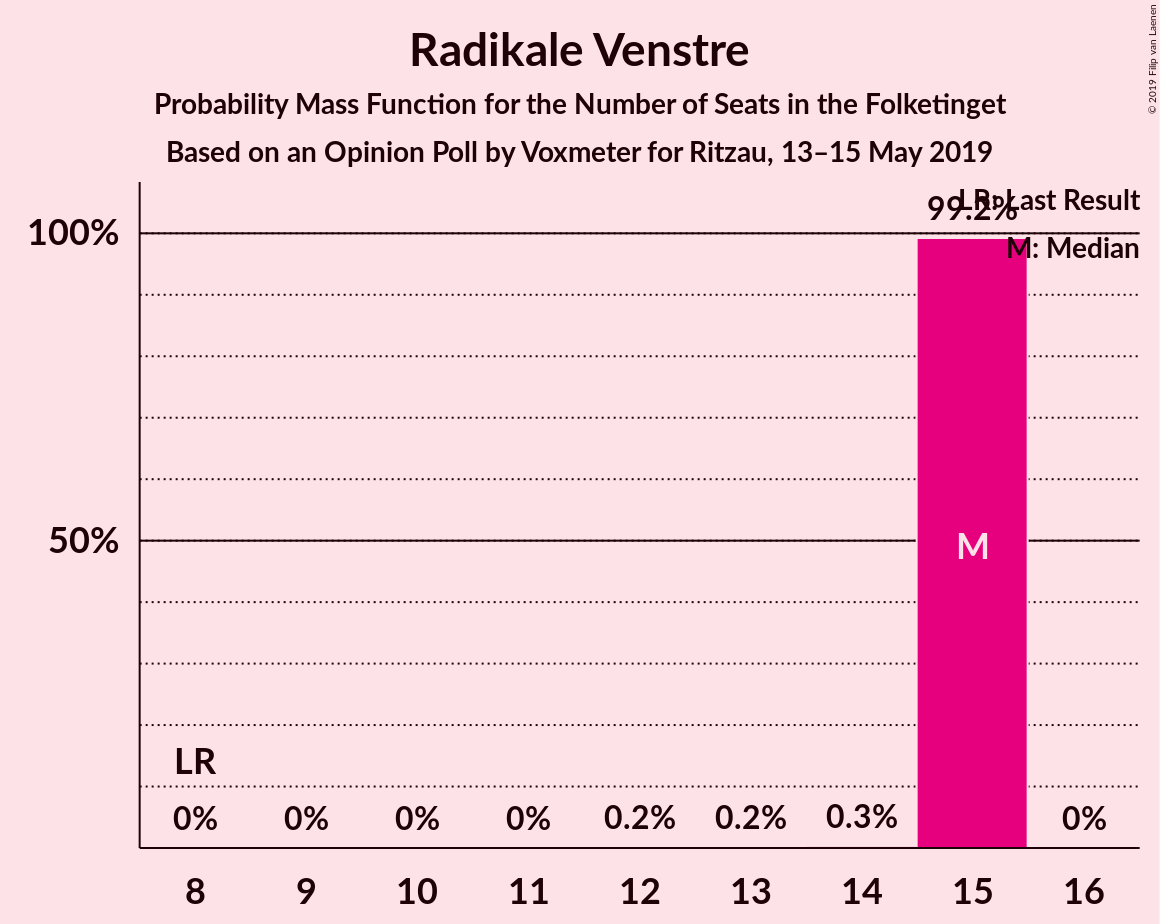 Radikale Venstre
Probability Mass Function for the Number of Seats in the Folketinget
Based on an Opinion Poll by Voxmeter for Ritzau, 13–15 May 2019
© 2019 Filip van Laenen
LR: Last Result
M: Median
99.2%
100%
50%
M
LR
0% 0% 0% 0% 0.2% 0.2% 0.3% 0%
8 9 10 11 12 13 14 15 16